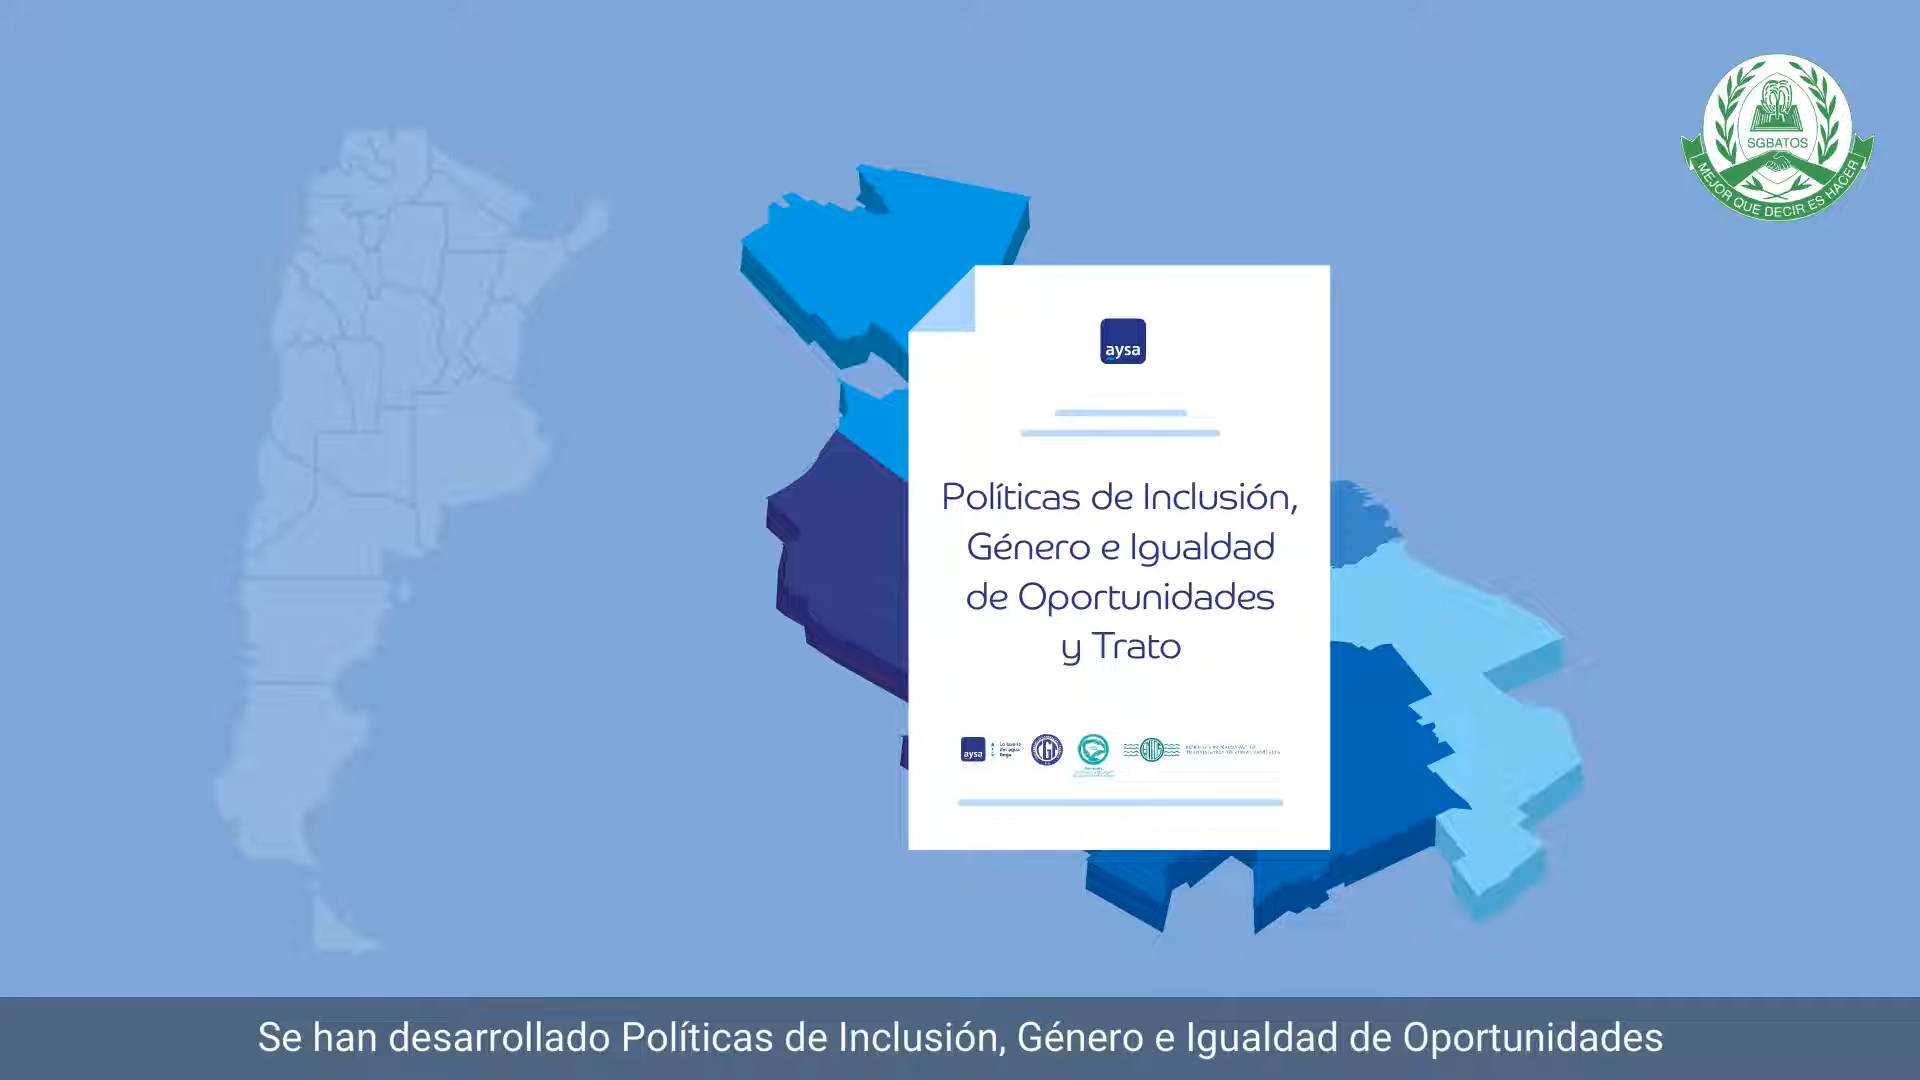 SGBATOS
MEJOR QUE DECIR ES HACER
aysa
Políticas de Inclusión,
Género e Igualdad
de Oportunidades
y Trato
aysa
CGT
Se han desarrollado Políticas de Inclusión, Género e Igualdad de Oportunidades